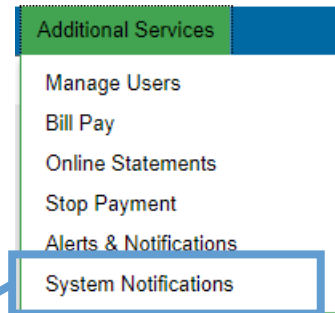 Additional Services
Manage Users
Bill Pay
Online Statements
Stop Payment
Alerts & Notifications
System Notifications